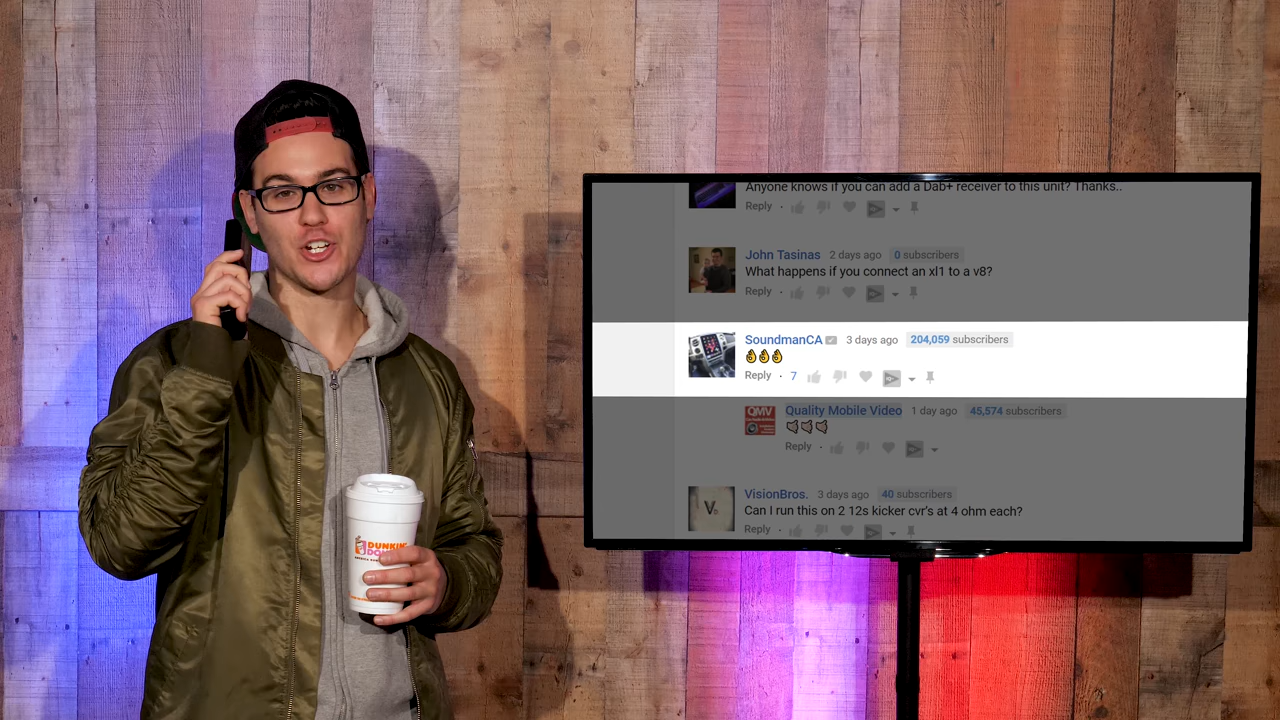 Anyone knows if you can add a Dab+ receiver to this unit? Thanks..
Reply
John Tasinas 2 days ago 0 subscribers
What happens if you connect an xl1 to a v8?
Reply
SoundmanCA 3 days ago 204,059 subscribers
👌👌👌
Reply · 7
QMV
Quality Mobile Video 1 day ago 45,574 subscribers
Reply
V.
VisionBros. 3 days ago 40 subscribers
Can I run this on 2 12s kicker cvr's at 4 ohm each?
Reply
DUNKIN'